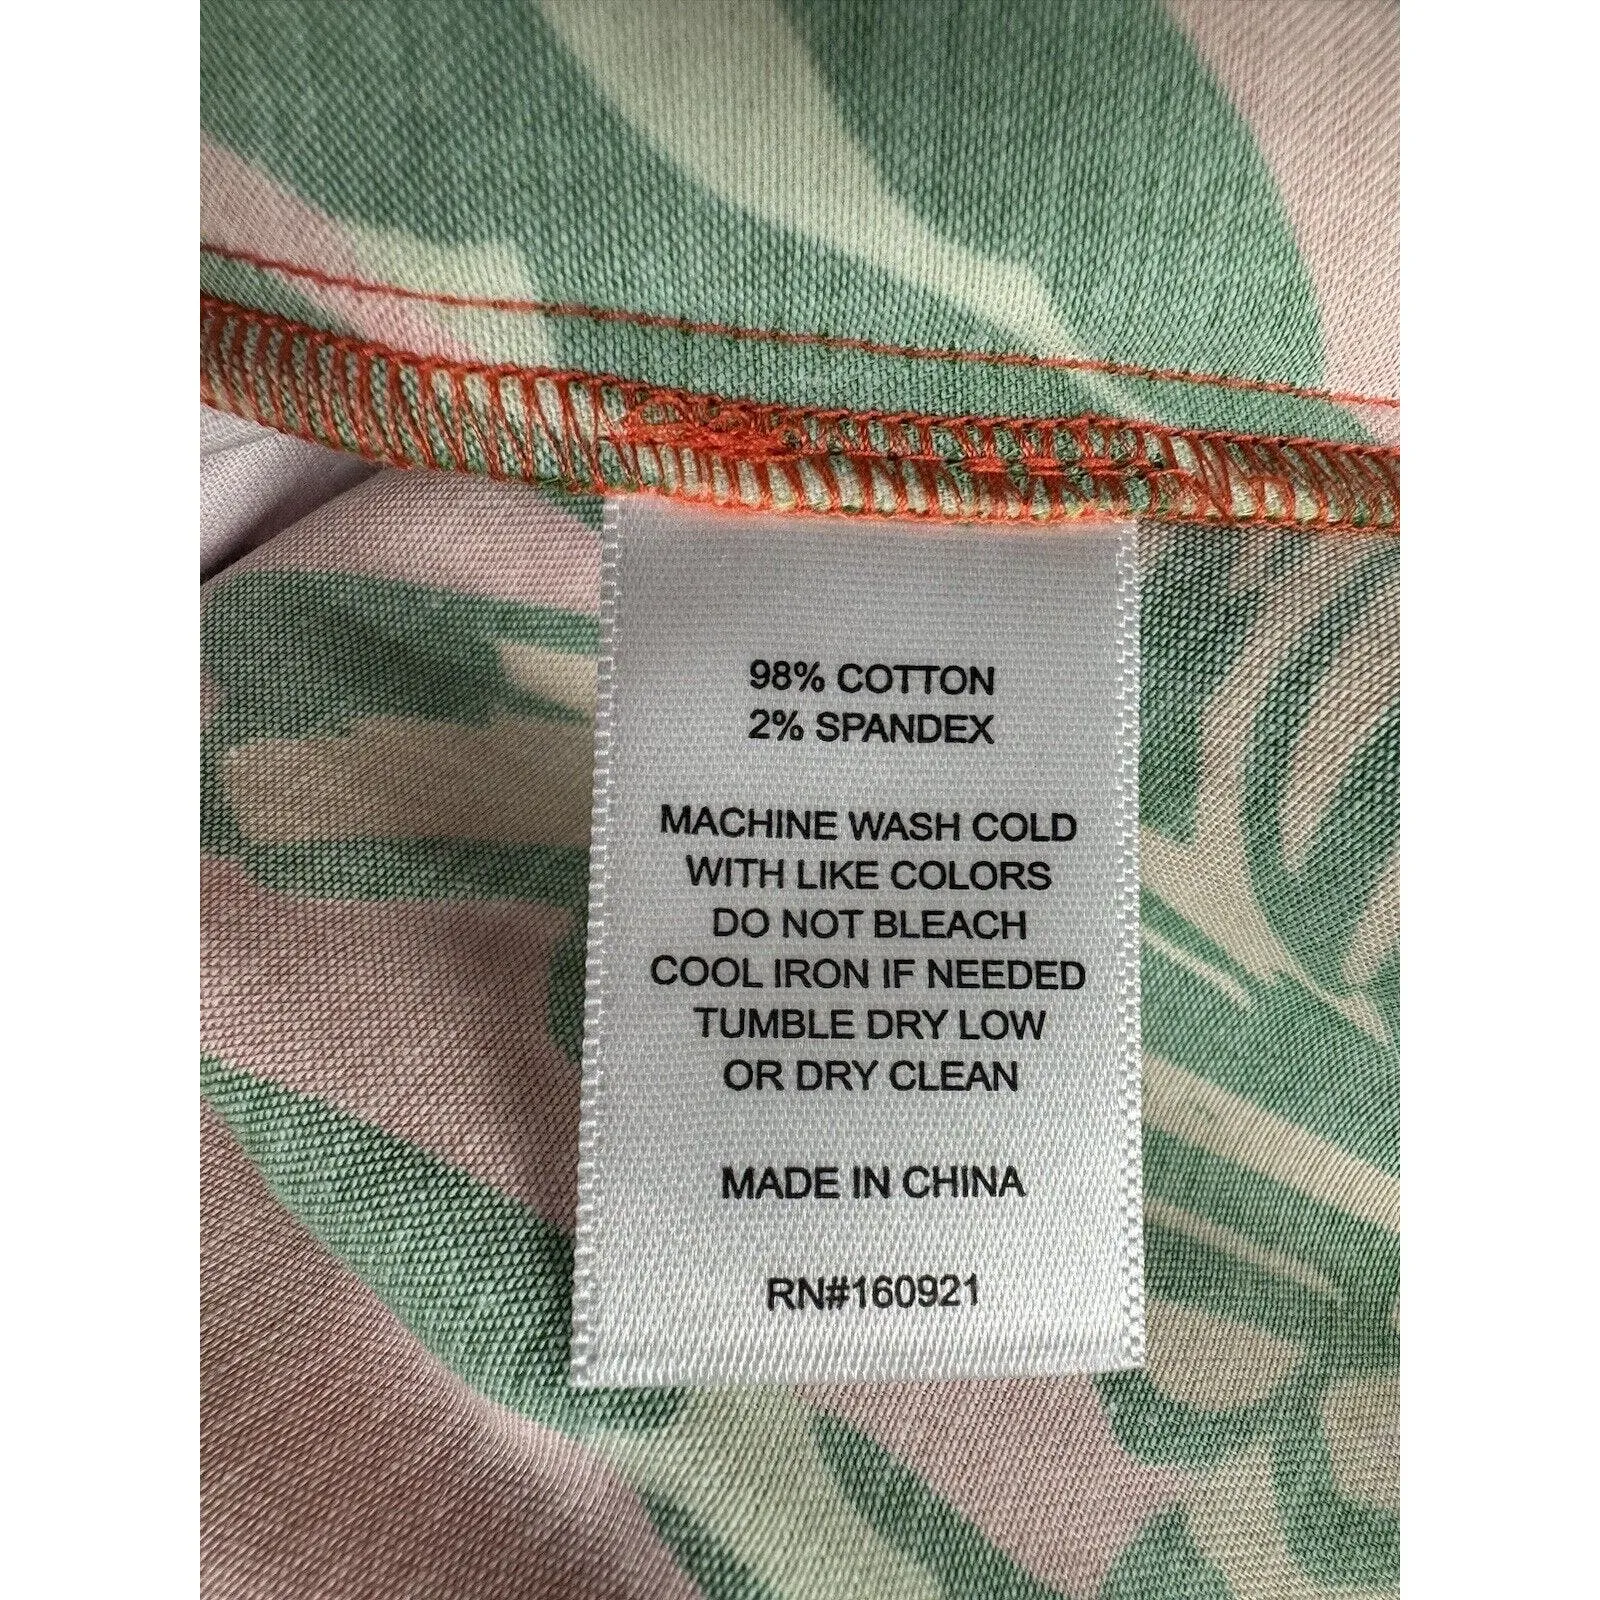 98% COTTON
2% SPANDEX
MACHINE WASH COLD
WITH LIKE COLORS
DO NOT BLEACH
COOL IRON IF NEEDED
TUMBLE DRY LOW
OR DRY CLEAN
MADE IN CHINA
RN#160921